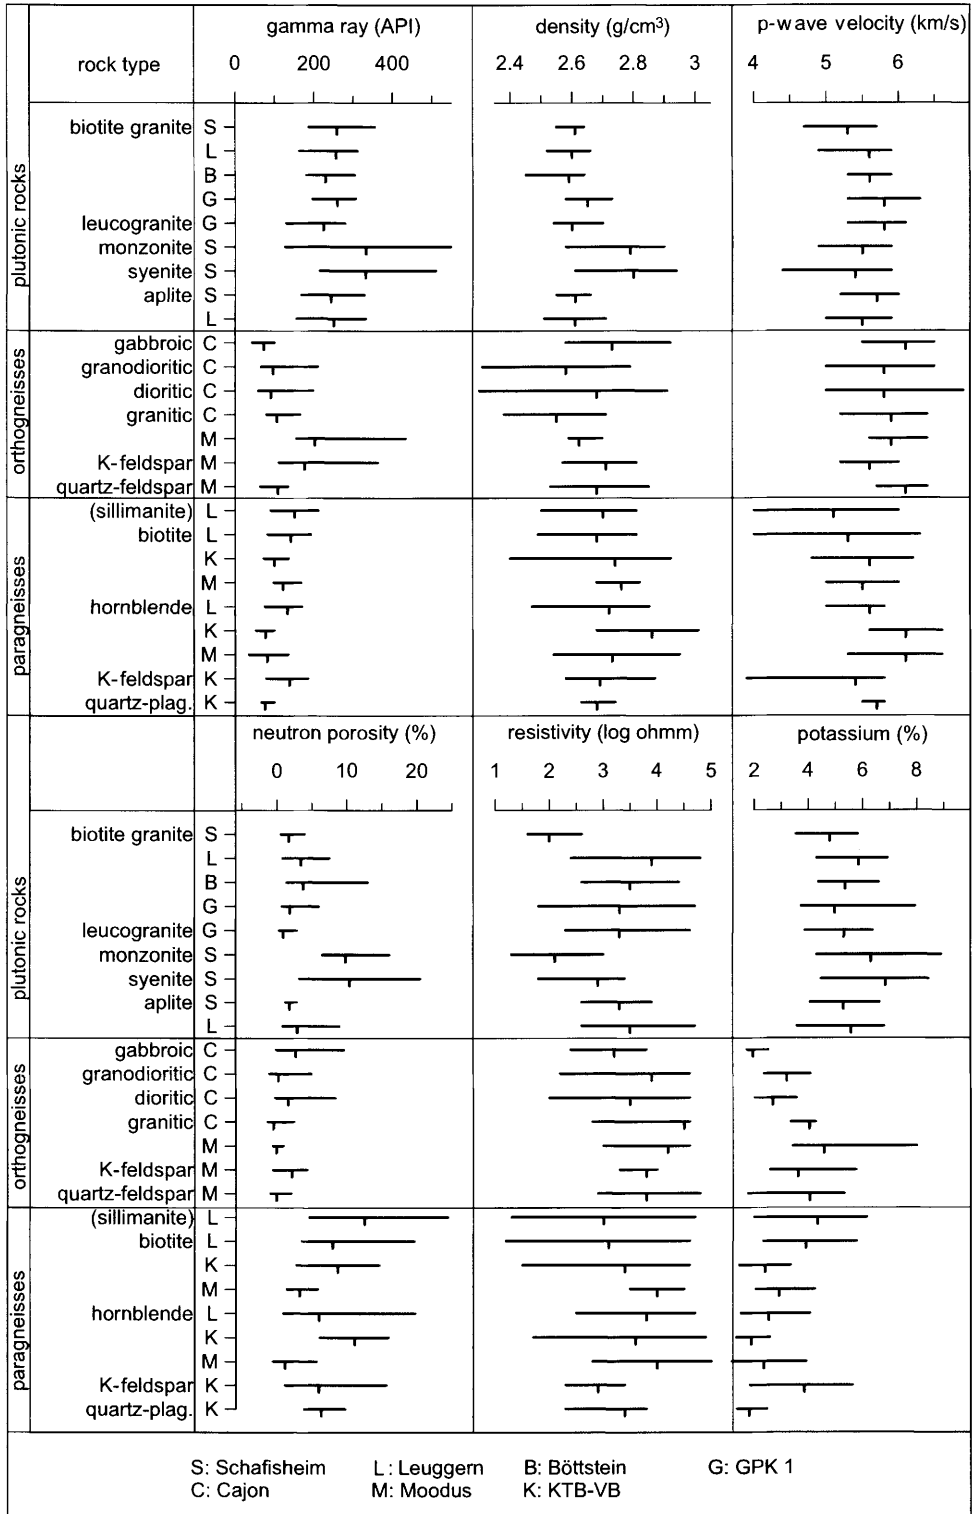 gamma ray (API) density (g/cm³) p-wave velocity (km/s)
rock type 0 200 400 2.4 2.6 2.8 3 4 5 6
plutonic rocks
biotite granite S
L
B
G
leucogranite G
monzonite S
syenite S
aplite S
L
orthogneisses
gabbroic C
granodioritic C
dioritic C
granitic C
M
K-feldspar M
quartz-feldspar M
paragneisses
(sillimanite) L
biotite L
K
M
hornblende L
K
M
K-feldspar K
quartz-plag. K
neutron porosity (%) resistivity (log ohmm) potassium (%)
0 10 20 1 2 3 4 5 2 4 6 8
plutonic rocks
biotite granite S
L
B
G
leucogranite G
monzonite S
syenite S
aplite S
L
orthogneisses
gabbroic C
granodioritic C
dioritic C
granitic C
M
K-feldspar M
quartz-feldspar M
paragneisses
(sillimanite) L
biotite L
K
M
hornblende L
K
M
K-feldspar K
quartz-plag. K
S: Schafisheim L: Leuggern B: Böttstein G: GPK 1
C: Cajon M: Moodus K: KTB-VB